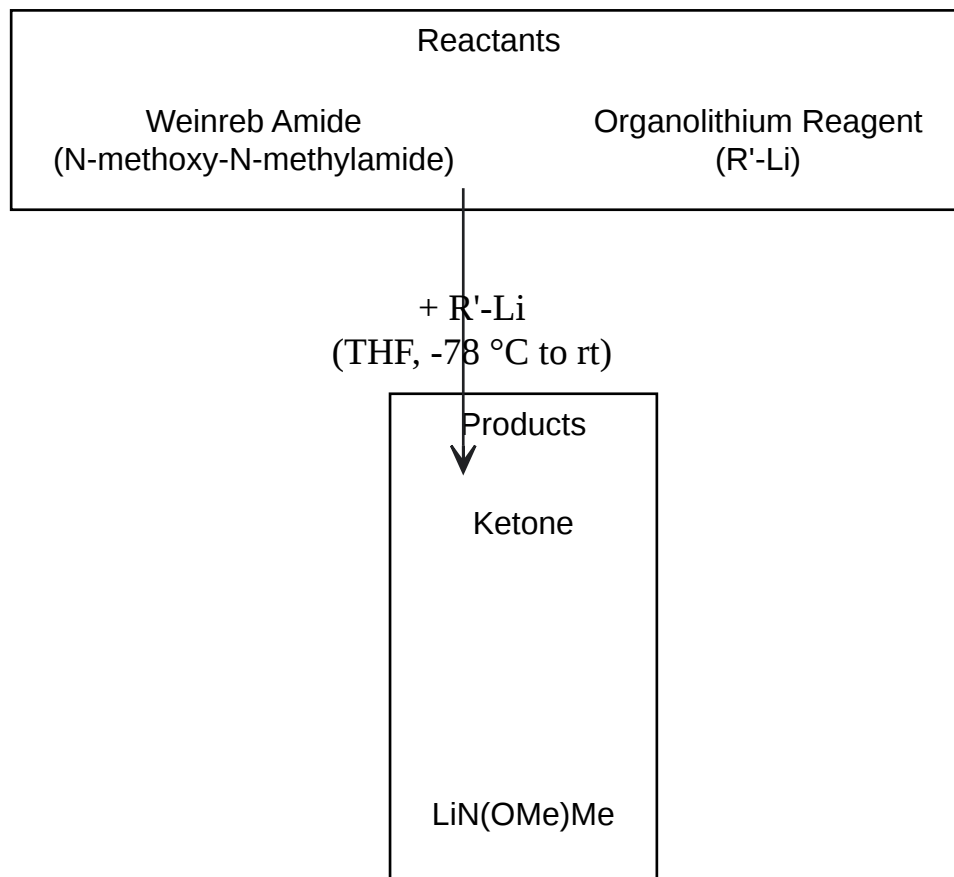 Reactants
Weinreb Amide
(N-methoxy-N-methylamide)
Organolithium Reagent
(R'-Li)
+ R'-Li
(THF, -78 °C to rt)
Products
Ketone
LiN(OMe)Me